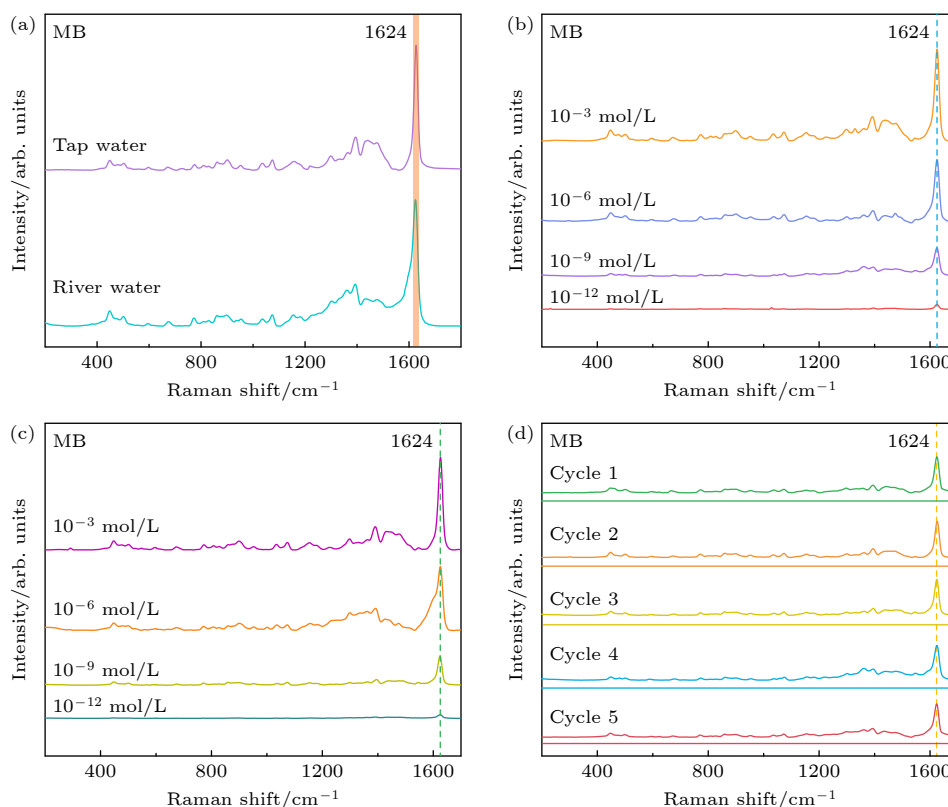 (a)
MB
1624
Tap water
River water
Intensity/arb. units
400
800
1200
1600
Raman shift/cm⁻¹
(b)
MB
1624
10⁻³ mol/L
10⁻⁶ mol/L
10⁻⁹ mol/L
10⁻¹² mol/L
Intensity/arb. units
400
800
1200
1600
Raman shift/cm⁻¹
(c)
MB
1624
10⁻³ mol/L
10⁻⁶ mol/L
10⁻⁹ mol/L
10⁻¹² mol/L
Intensity/arb. units
400
800
1200
1600
Raman shift/cm⁻¹
(d)
MB
1624
Cycle 1
Cycle 2
Cycle 3
Cycle 4
Cycle 5
Intensity/arb. units
400
800
1200
1600
Raman shift/cm⁻¹